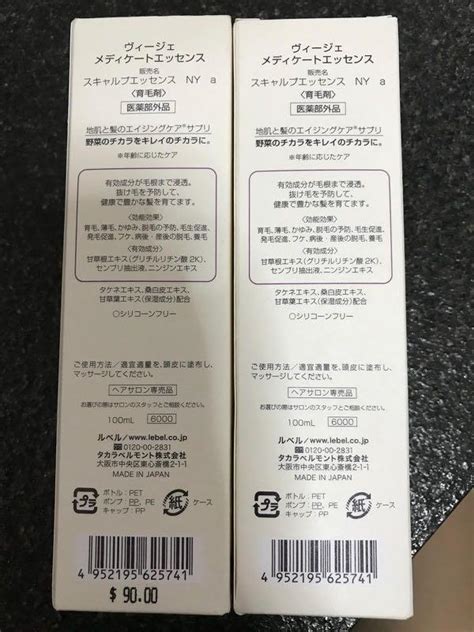 ヴィージェ
メディケートエッセンス
販売名
スキャルプエッセンス NY a
〈育毛剤〉
医薬部外品
地肌と髪のエイジングケア※サプリ
野菜のチカラをキレイのチカラに。
※年齢に応じたケア
有効成分が毛根まで浸透。
抜け毛を予防して、
健康で豊かな髪を育てます。
〈効能効果〉
育毛、薄毛、かゆみ、脱毛の予防、毛生促進、
発毛促進、フケ、病後・産後の脱毛、養毛
〈有効成分〉
甘草根エキス(グリチルリチン酸 2K)、
センブリ抽出液、ニンジンエキス
タケネエキス、桑白皮エキス、
甘草葉エキス(保湿成分)配合
○シリコーンフリー
ご使用方法/適宜適量を、頭皮に塗布し、
マッサージしてください。
ヘアサロン専売品
お選びの際はサロンのスタッフとご相談ください。
100mL 6000
ルベル/www.lebel.co.jp
0120-00-2831
タカラベルモント株式会社
大阪市中央区東心斎橋2-1-1
MADE IN JAPAN
プラ
ボトル:PET
ポンプ:PP, PE
キャップ:PP
紙
ケース
4 952195 625741
$ 90.00
ヴィージェ
メディケートエッセンス
販売名
スキャルプエッセンス NY a
〈育毛剤〉
医薬部外品
地肌と髪のエイジングケア※サプリ
野菜のチカラをキレイのチカラに。
※年齢に応じたケア
有効成分が毛根まで浸透。
抜け毛を予防して、
健康で豊かな髪を育てます。
〈効能効果〉
育毛、薄毛、かゆみ、脱毛の予防、毛生促進、
発毛促進、フケ、病後・産後の脱毛、養毛
〈有効成分〉
甘草根エキス(グリチルリチン酸 2K)、
センブリ抽出液、ニンジンエキス
タケネエキス、桑白皮エキス、
甘草葉エキス(保湿成分)配合
○シリコーンフリー
ご使用方法/適宜適量を、頭皮に塗布し、
マッサージしてください。
ヘアサロン専売品
お選びの際はサロンのスタッフとご相談ください。
100mL 6000
ルベル/www.lebel.co.jp
0120-00-2831
タカラベルモント株式会社
大阪市中央区東心斎橋2-1-1
MADE IN JAPAN
プラ
ボトル:PET
ポンプ:PP, PE
キャップ:PP
紙
ケース
4 952195 625741